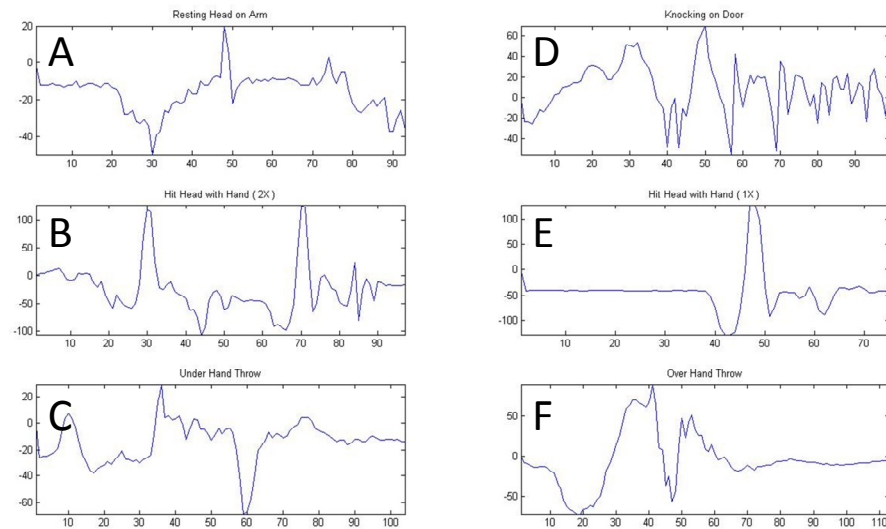 Resting Head on Arm
A
20
0
-20
-40
10 20 30 40 50 60 70 80 90
Knocking on Door
D
60
40
20
0
-20
-40
10 20 30 40 50 60 70 80 90
Hit Head with Hand ( 2X )
B
100
50
0
-50
-100
10 20 30 40 50 60 70 80 90
Hit Head with Hand ( 1X )
E
100
50
0
-50
-100
10 20 30 40 50 60 70 80
Under Hand Throw
C
20
0
-20
-40
-60
10 20 30 40 50 60 70 80 90 100
Over Hand Throw
F
50
0
-50
10 20 30 40 50 60 70 80 90 100 110